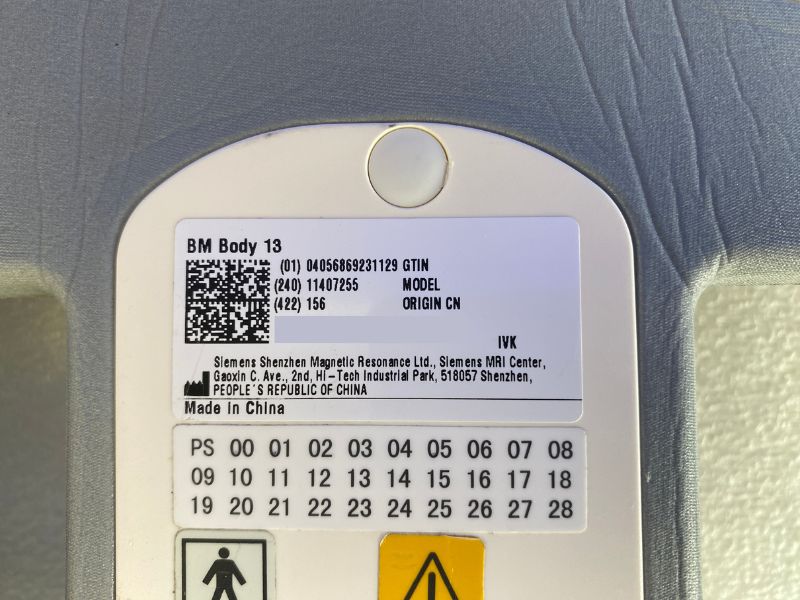 BM Body 13
(01) 04056869231129 GTIN
(240) 11407255 MODEL
(422) 156 ORIGIN CN
IVK
Siemens Shenzhen Magnetic Resonance Ltd., Siemens MRI Center,
Gaoxin C. Ave., 2nd, Hi-Tech Industrial Park, 518057 Shenzhen,
PEOPLE'S REPUBLIC OF CHINA
Made in China
PS 00 01 02 03 04 05 06 07 08
09 10 11 12 13 14 15 16 17 18
19 20 21 22 23 24 25 26 27 28